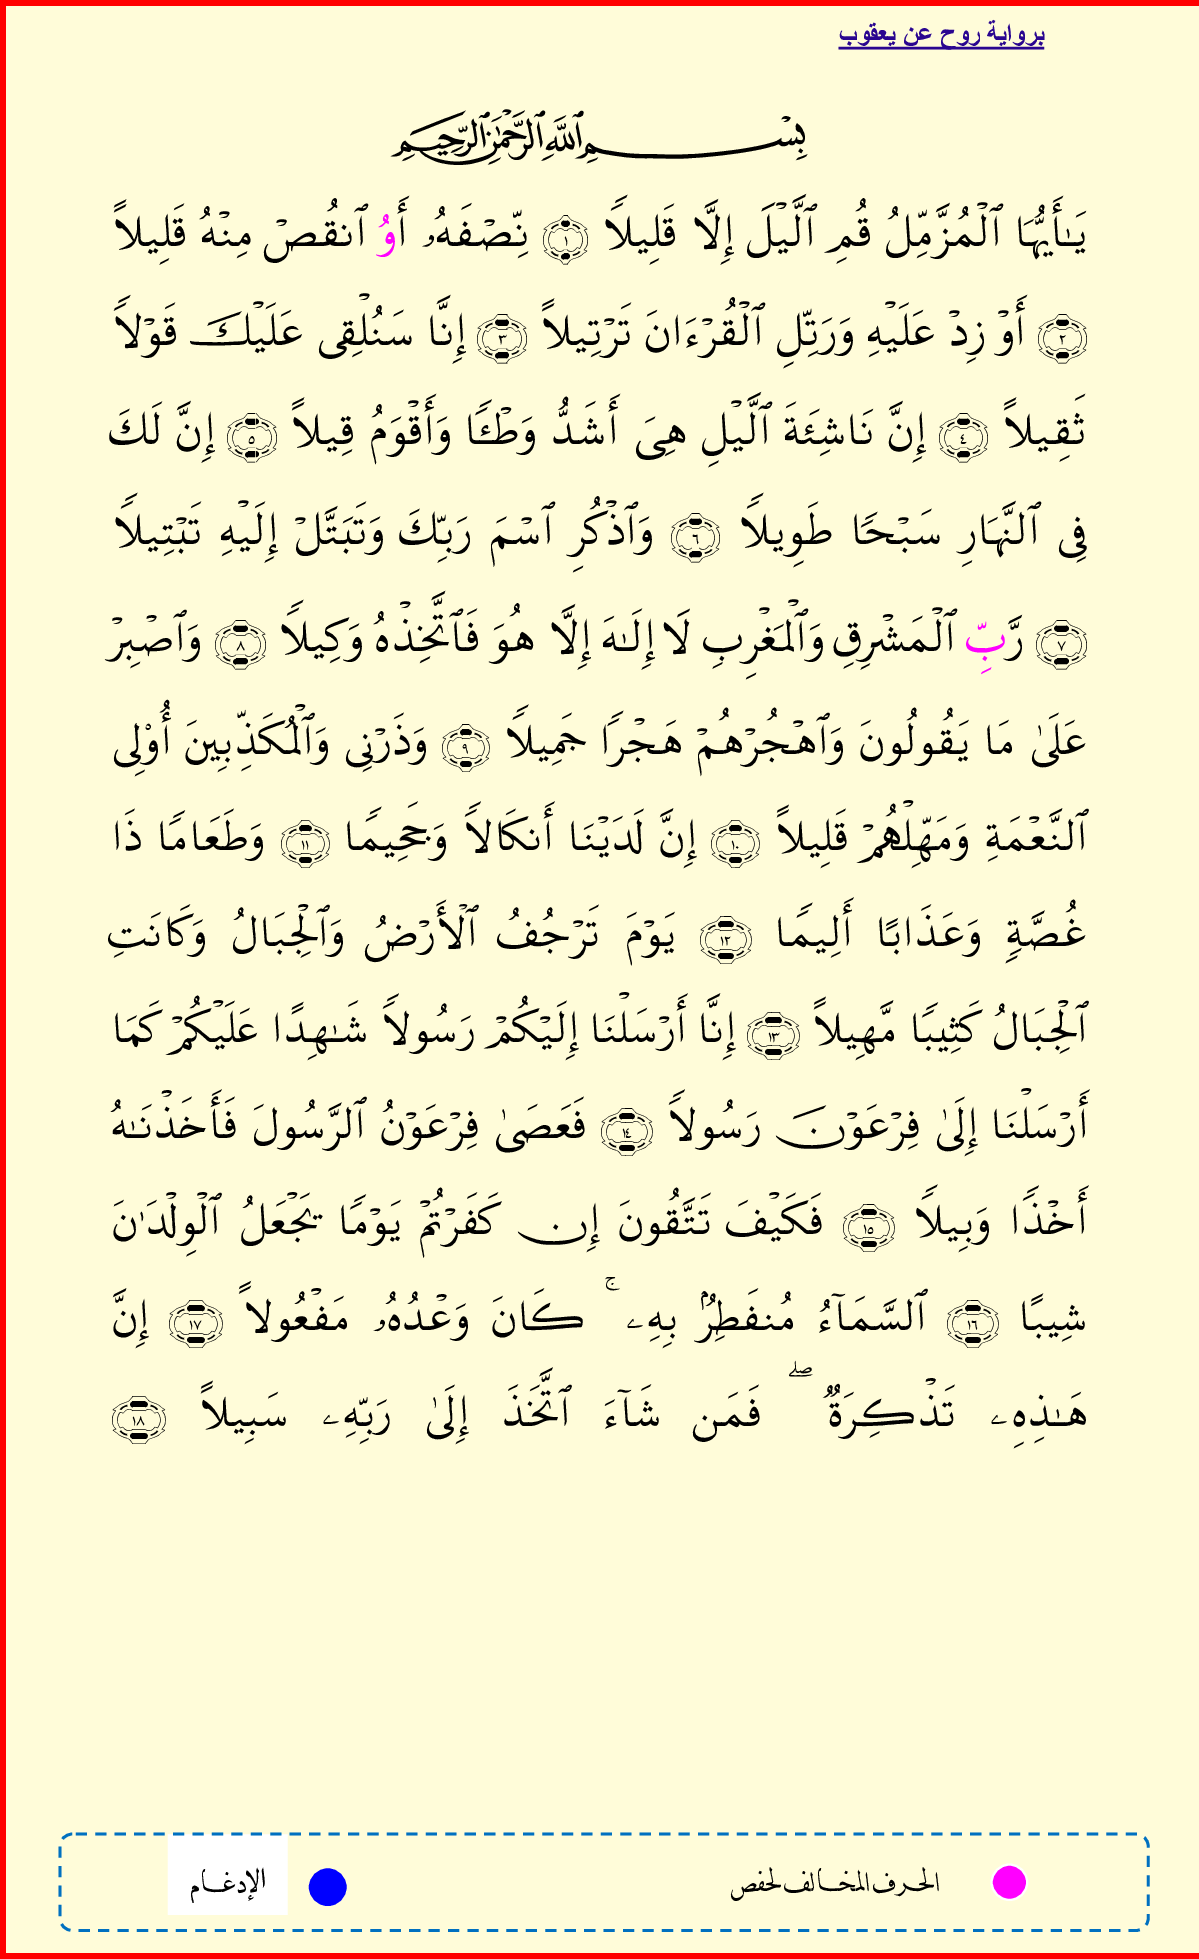 برواية روح عن يعقوب
بِسْمِ ٱللَّهِ ٱلرَّحْمَٰنِ ٱلرَّحِيمِ
يَـٰٓأَيُّهَا ٱلْمُزَّمِّلُ قُمِ ٱلَّيْلَ إِلَّا قَلِيلاً ١ نِّصْفَهُۥ أَوُ ٱنقُصْ مِنْهُ قَلِيلاً
٢ أَوْ زِدْ عَلَيْهِ وَرَتِّلِ ٱلْقُرْءَانَ تَرْتِيلاً ٣ إِنَّا سَنُلْقِى عَلَيْكَ قَوْلاً
ثَقِيلاً ٤ إِنَّ نَاشِئَةَ ٱلَّيْلِ هِىَ أَشَدُّ وَطْـًٔا وَأَقْوَمُ قِيلاً ٥ إِنَّ لَكَ
فِى ٱلنَّهَارِ سَبْحًا طَوِيلاً ٦ وَٱذْكُرِ ٱسْمَ رَبِّكَ وَتَبَتَّلْ إِلَيْهِ تَبْتِيلاً
٧ رَّبِّ ٱلْمَشْرِقِ وَٱلْمَغْرِبِ لَا إِلَـٰهَ إِلَّا هُوَ فَٱتَّخِذْهُ وَكِيلاً ٨ وَٱصْبِرْ
عَلَىٰ مَا يَقُولُونَ وَٱهْجُرْهُمْ هَجْرًا جَمِيلاً ٩ وَذَرْنِى وَٱلْمُكَذِّبِينَ أُوْلِى
ٱلنَّعْمَةِ وَمَهِّلْهُمْ قَلِيلاً ١٠ إِنَّ لَدَيْنَا أَنكَالاً وَجَحِيمًا ١١ وَطَعَامًا ذَا
غُصَّةٍ وَعَذَابًا أَلِيمًا ١٢ يَوْمَ تَرْجُفُ ٱلْأَرْضُ وَٱلْجِبَالُ وَكَانَتِ
ٱلْجِبَالُ كَثِيبًا مَّهِيلاً ١٣ إِنَّا أَرْسَلْنَا إِلَيْكُمْ رَسُولاً شَـٰهِدًا عَلَيْكُمْ كَمَا
أَرْسَلْنَا إِلَىٰ فِرْعَوْنَ رَسُولاً ١٤ فَعَصَىٰ فِرْعَوْنُ ٱلرَّسُولَ فَأَخَذْنَـٰهُ
أَخْذًا وَبِيلاً ١٥ فَكَيْفَ تَتَّقُونَ إِن كَفَرْتُمْ يَوْمًا يَجْعَلُ ٱلْوِلْدَٰنَ
شِيبًا ١٦ ٱلسَّمَآءُ مُنفَطِرٌۢ بِهِۦ ۚ كَانَ وَعْدُهُۥ مَفْعُولاً ١٧ إِنَّ
هَـٰذِهِۦ تَذْكِرَةٌ ۖ فَمَن شَآءَ ٱتَّخَذَ إِلَىٰ رَبِّهِۦ سَبِيلاً ١٨
الحرف المخالف لحفص
الإدغام